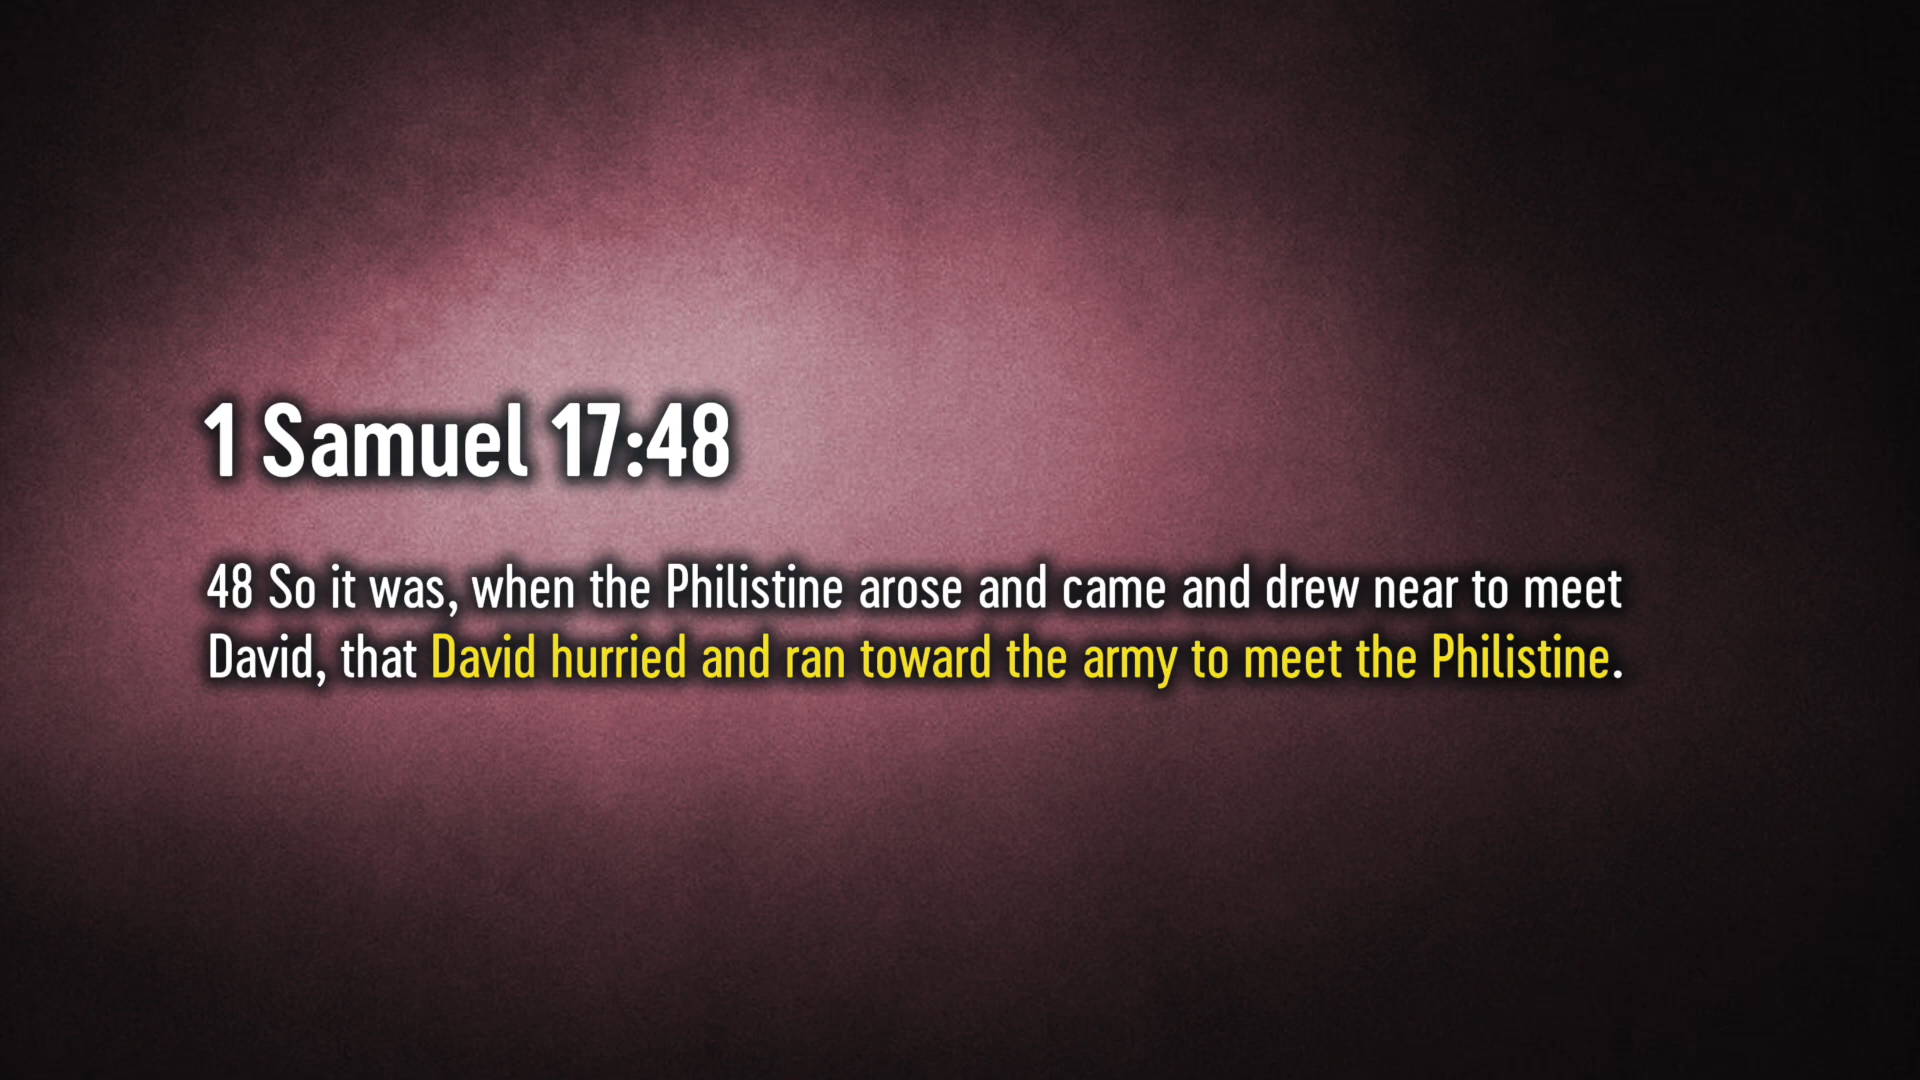 1 Samuel 17:48
48 So it was, when the Philistine arose and came and drew near to meet
David, that David hurried and ran toward the army to meet the Philistine.